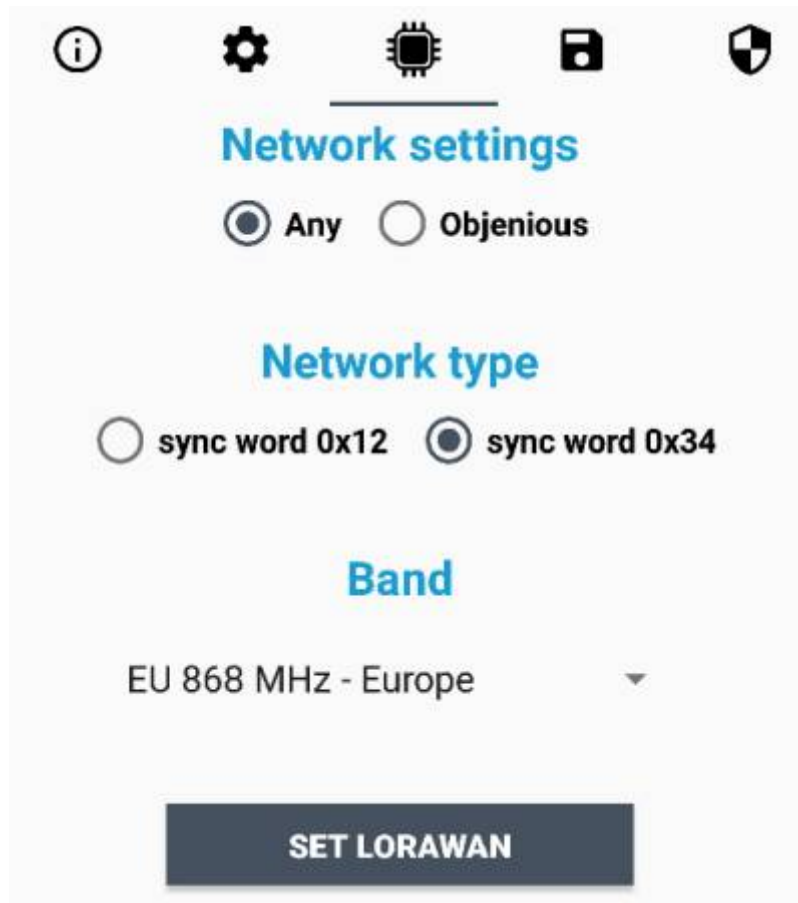 Network settings
Any Objenious
Network type
sync word 0x12 sync word 0x34
Band
EU 868 MHz - Europe
SET LORAWAN